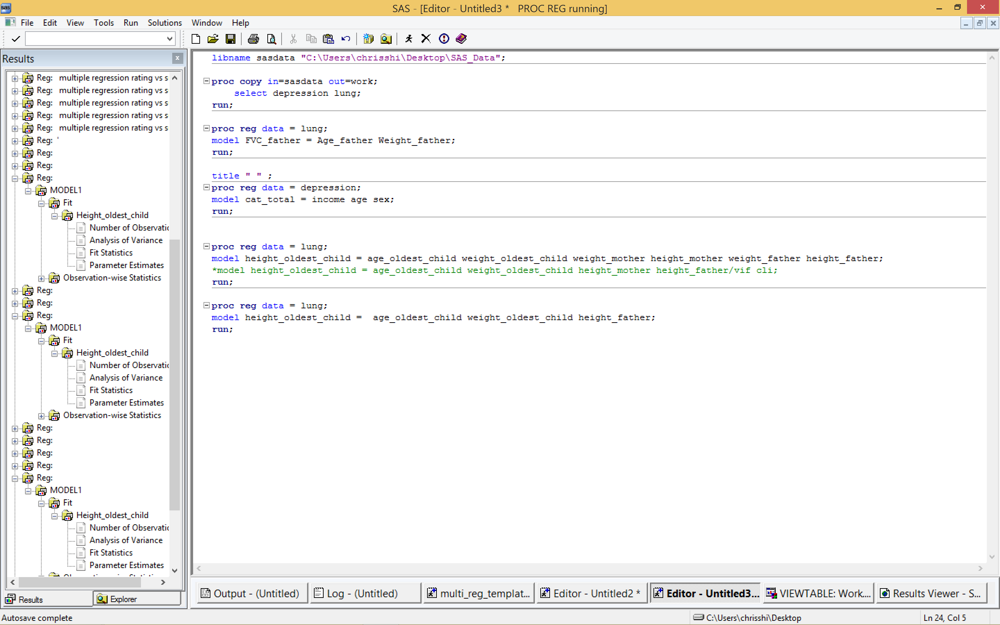 sas
SAS - [Editor - Untitled3 * PROC REG running]
File Edit View Tools Run Solutions Window Help
Results
Reg: multiple regression rating vs s
Reg: multiple regression rating vs s
Reg: multiple regression rating vs s
Reg: multiple regression rating vs s
Reg: multiple regression rating vs s
Reg: '
Reg:
Reg:
Reg:
MODEL1
Fit
Height_oldest_child
Number of Observatio
Analysis of Variance
Fit Statistics
Parameter Estimates
Observation-wise Statistics
Reg:
Reg:
Reg:
MODEL1
Fit
Height_oldest_child
Number of Observatio
Analysis of Variance
Fit Statistics
Parameter Estimates
Observation-wise Statistics
Reg:
Reg:
Reg:
Reg:
Reg:
MODEL1
Fit
Height_oldest_child
Number of Observatio
Analysis of Variance
Fit Statistics
Parameter Estimates
Results Explorer
libname sasdata "C:\Users\chrisshi\Desktop\SAS_Data";
proc copy in=sasdata out=work;
select depression lung;
run;
proc reg data = lung;
model FVC_father = Age_father Weight_father;
run;
title " " ;
proc reg data = depression;
model cat_total = income age sex;
run;
proc reg data = lung;
model height_oldest_child = age_oldest_child weight_oldest_child weight_mother height_mother weight_father height_father;
*model height_oldest_child = age_oldest_child weight_oldest_child height_mother height_father/vif cli;
run;
proc reg data = lung;
model height_oldest_child =  age_oldest_child weight_oldest_child height_father;
run;
Output - (Untitled) Log - (Untitled) multi_reg_templat... Editor - Untitled2 * Editor - Untitled3... VIEWTABLE: Work.... Results Viewer - S...
Autosave complete C:\Users\chrisshi\Desktop Ln 24, Col 5